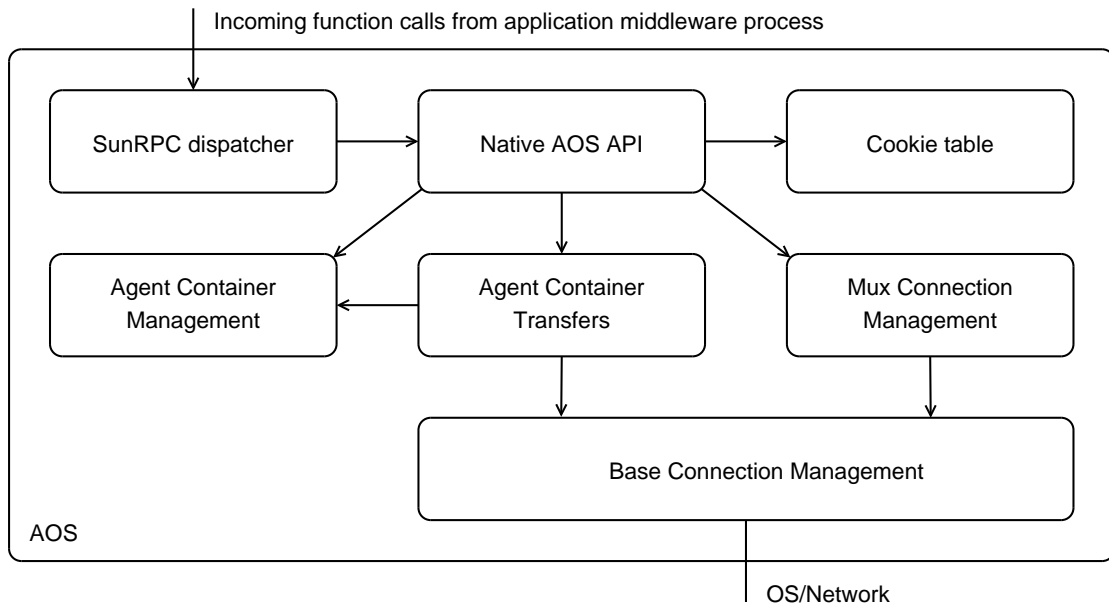 Incoming function calls from application middleware process
SunRPC dispatcher
Native AOS API
Cookie table
Agent Container
Management
Agent Container
Transfers
Mux Connection
Management
Base Connection Management
AOS
OS/Network